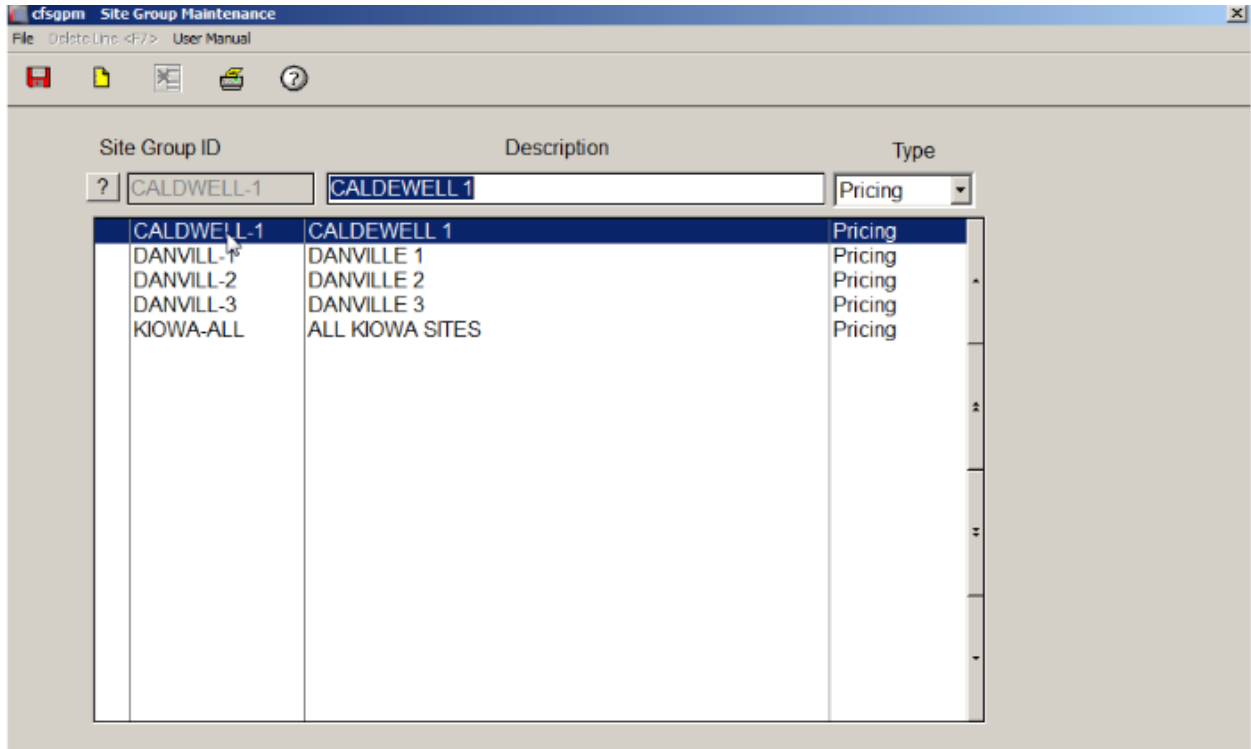 cfsgpm Site Group Maintenance
File Delete Line <F7> User Manual
Site Group ID Description Type
? CALDWELL-1 CALDEWELL 1 Pricing
CALDWELL-1 CALDEWELL 1 Pricing
DANVILL-1 DANVILLE 1 Pricing
DANVILL-2 DANVILLE 2 Pricing
DANVILL-3 DANVILLE 3 Pricing
KIOWA-ALL ALL KIOWA SITES Pricing